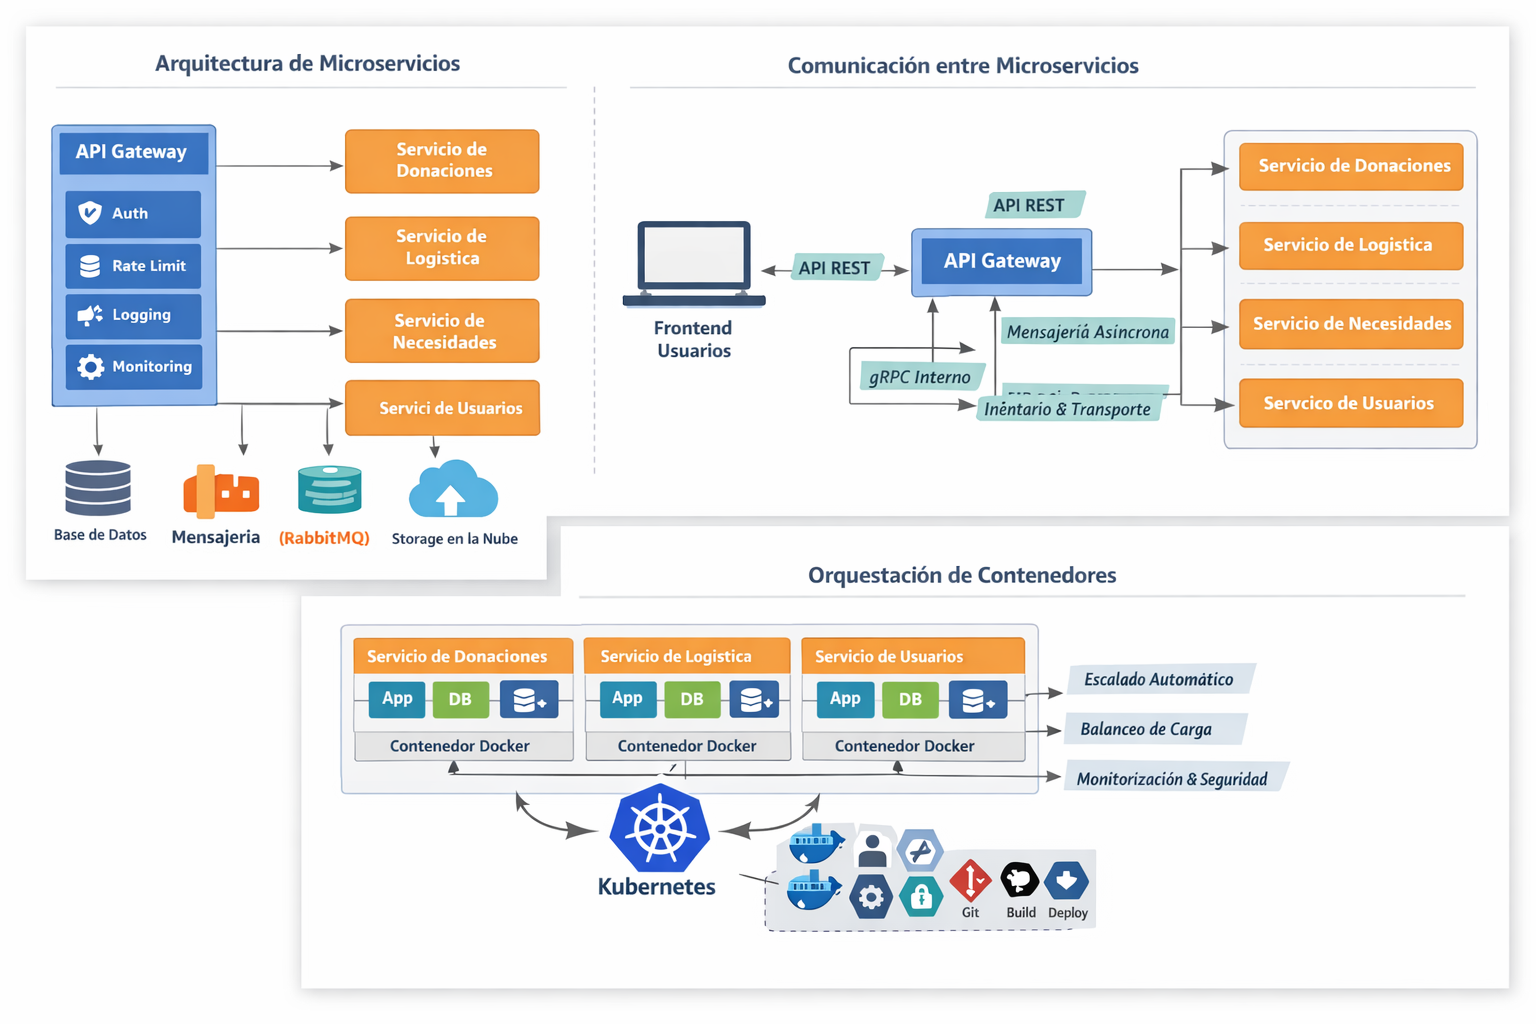 Arquitectura de Microservicios
API Gateway
Auth
Rate Limit
Logging
Monitoring
Servicio de
Donaciones
Servicio de
Logistica
Servicio de
Necesidades
Servici de Usuarios
Base de Datos
Mensajeria
(RabbitMQ)
Storage en la Nube
Comunicación entre Microservicios
Frontend
Usuarios
API REST
API REST
API Gateway
Mensajeriá Asíncrona
gRPC Interno
Inéntario & Transporte
Servicio de Donaciones
Servicio de Logistica
Servicio de Necesidades
Servcico de Usuarios
Orquestación de Contenedores
Servicio de Donaciones
App
DB
Contenedor Docker
Servicio de Logistica
App
DB
Contenedor Docker
Servicio de Usuarios
App
DB
Contenedor Docker
Escalado Automático
Balanceo de Carga
Monitorización & Seguridad
Kubernetes
Git
Build
Deploy